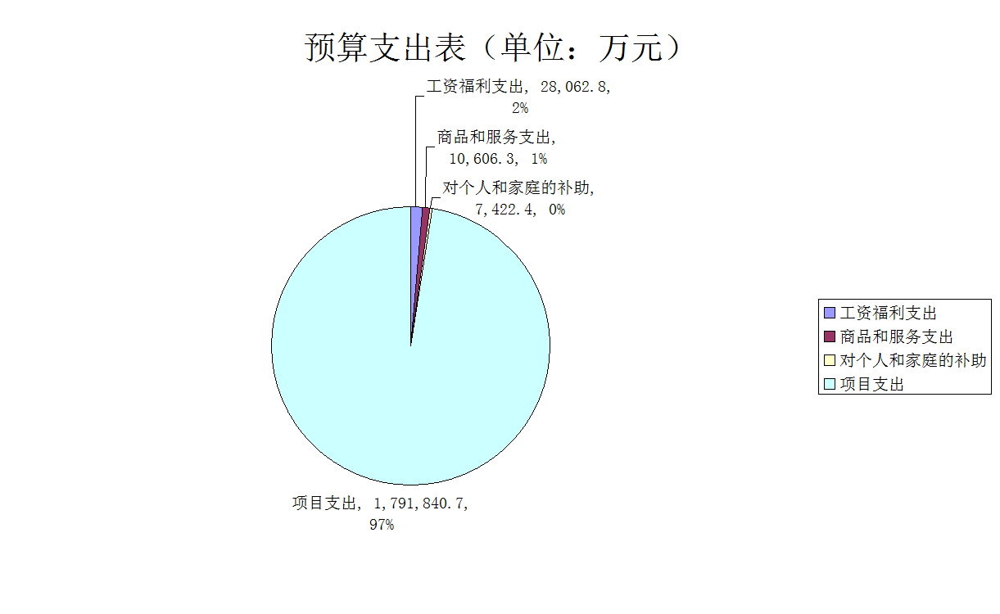 预算支出表（单位：万元）
工资福利支出, 28,062.8,
2%
商品和服务支出,
10,606.3, 1%
对个人和家庭的补助,
7,422.4, 0%
工资福利支出
商品和服务支出
对个人和家庭的补助
项目支出
项目支出, 1,791,840.7,
97%